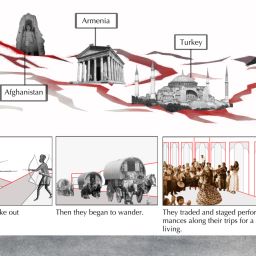 Armenia
Turkey
Afghanistan
ke out
Then they began to wander.
They traded and staged perfor
mances along their trips for a
living.